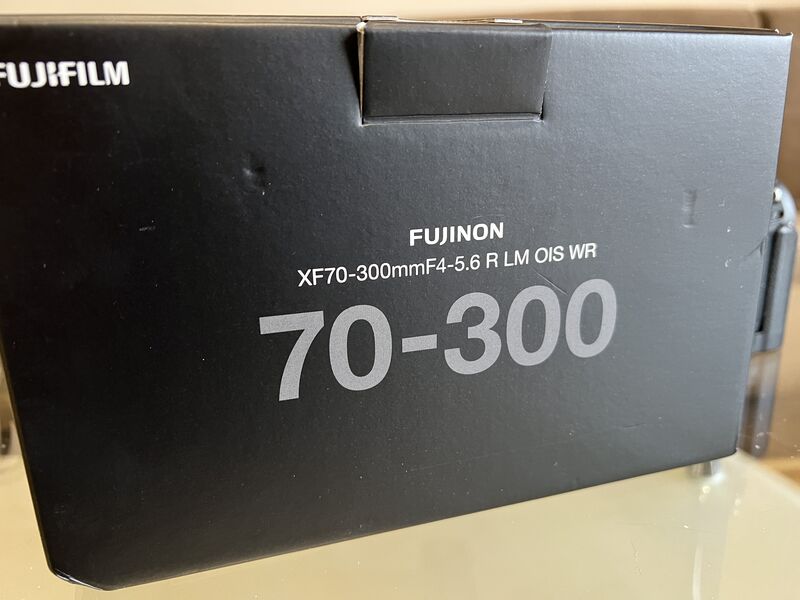 FUJIFILM
FUJINON
XF70-300mmF4-5.6 R LM OIS WR
70-300